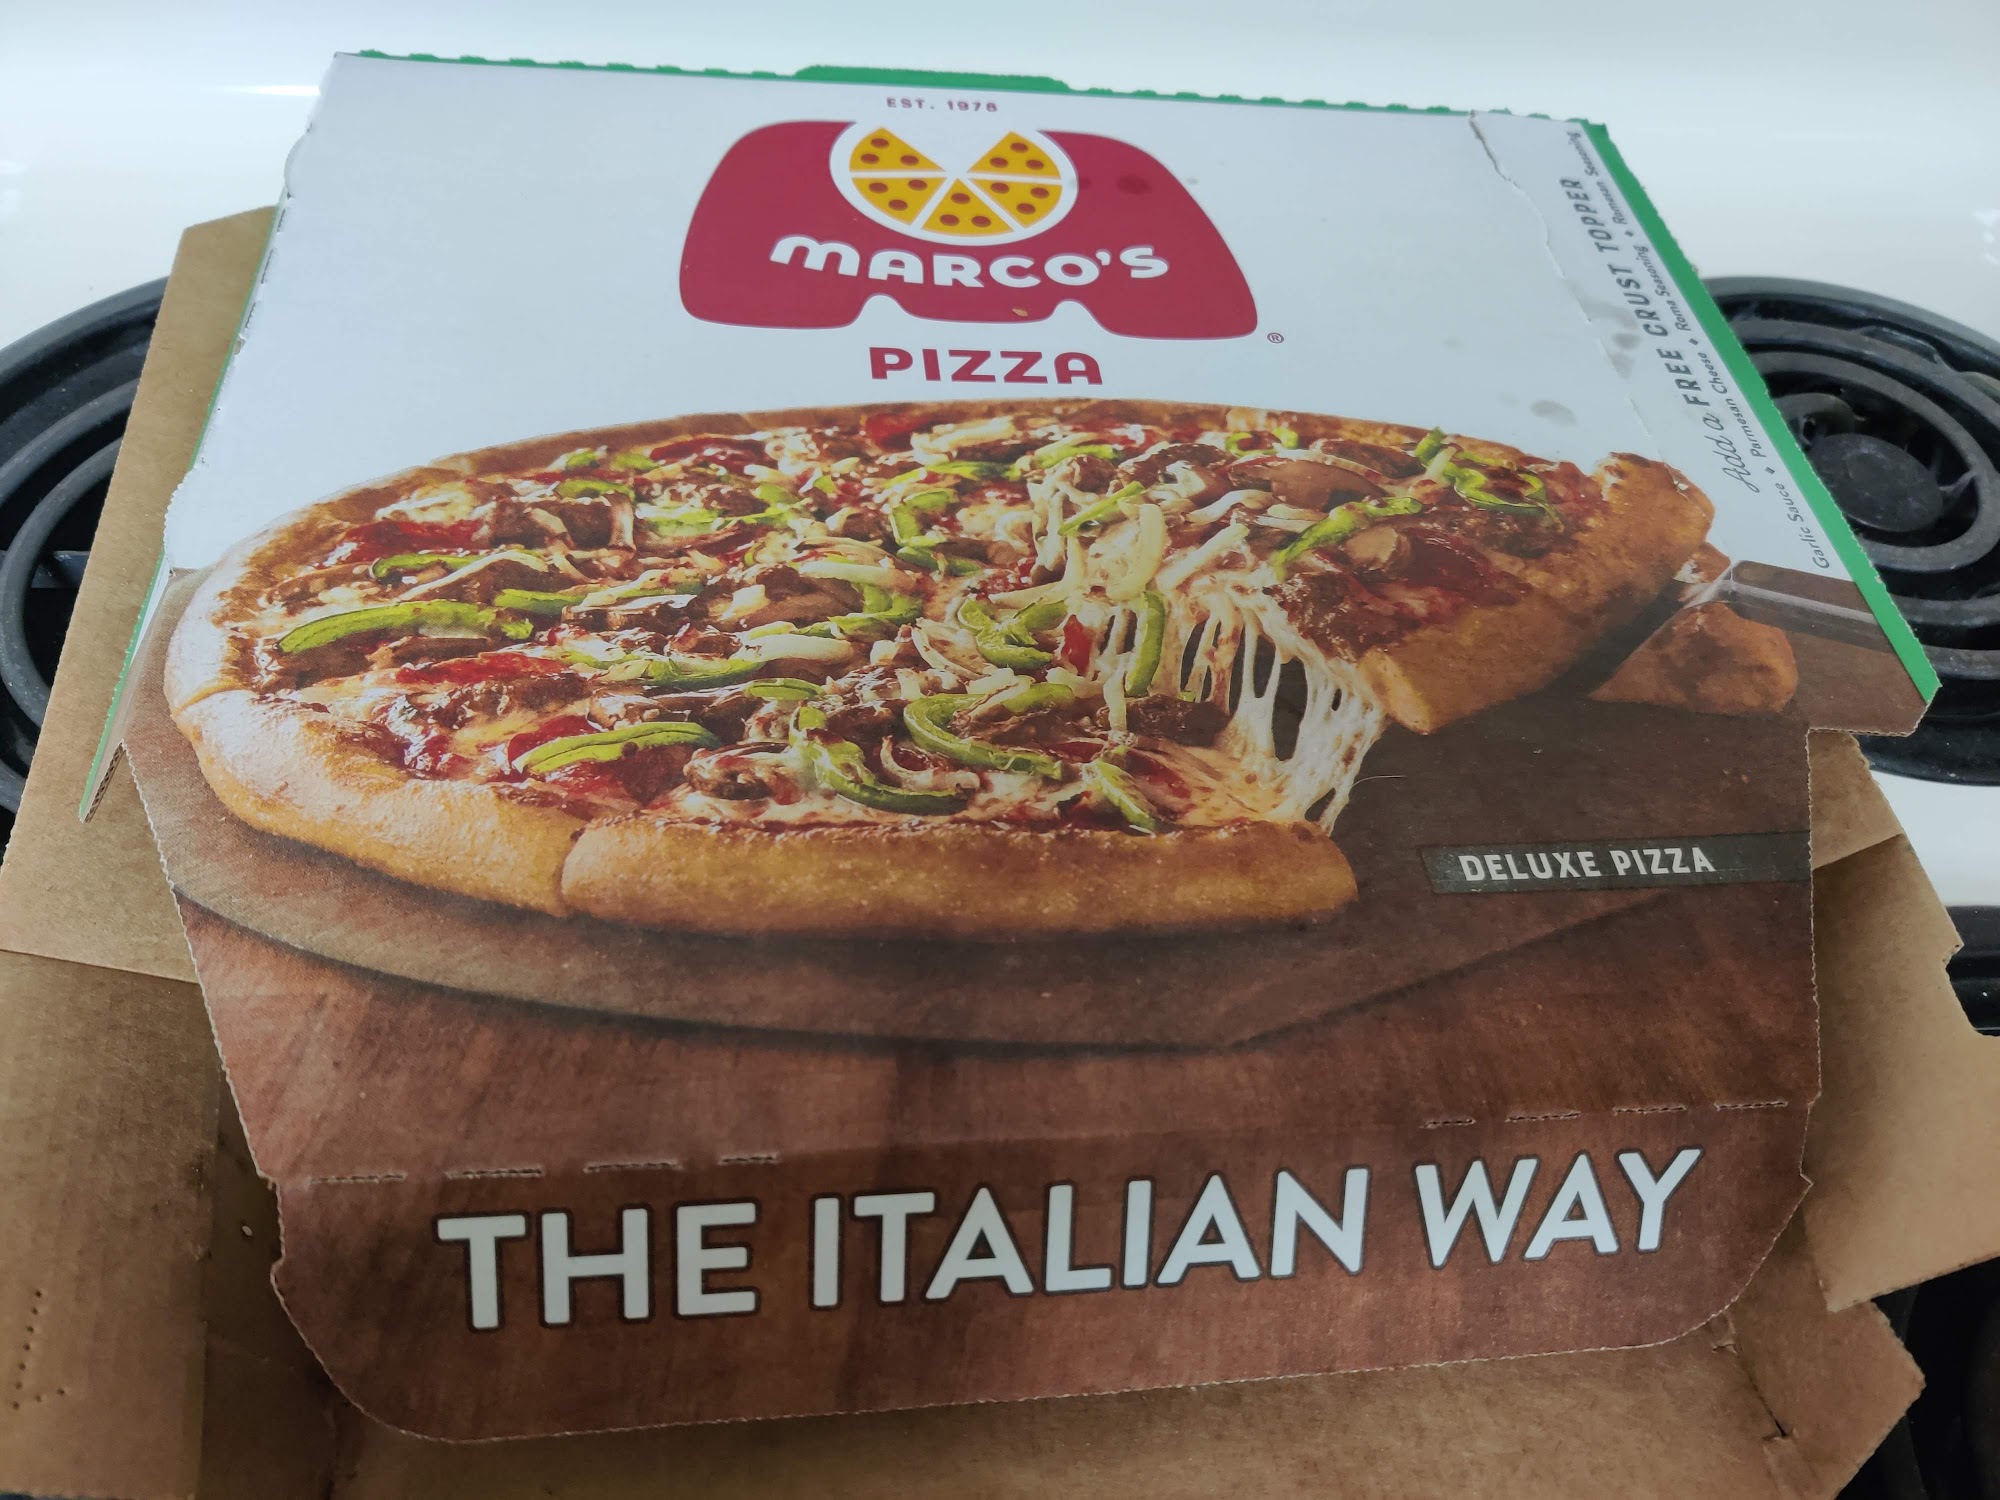 EST. 1978
MARCO'S
PIZZA
®
Add a FREE CRUST TOPPER
Garlic Sauce • Parmesan Cheese • Roma Seasoning • Romesan Seasoning
DELUXE PIZZA
THE ITALIAN WAY